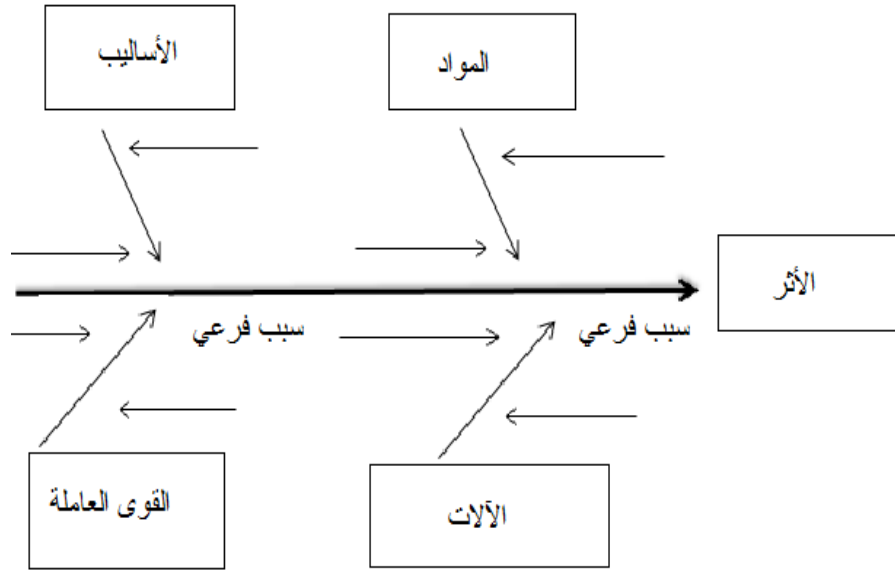 المواد
الأساليب
الأثر
سبب فرعي
سبب فرعي
الآلات
القوى العاملة